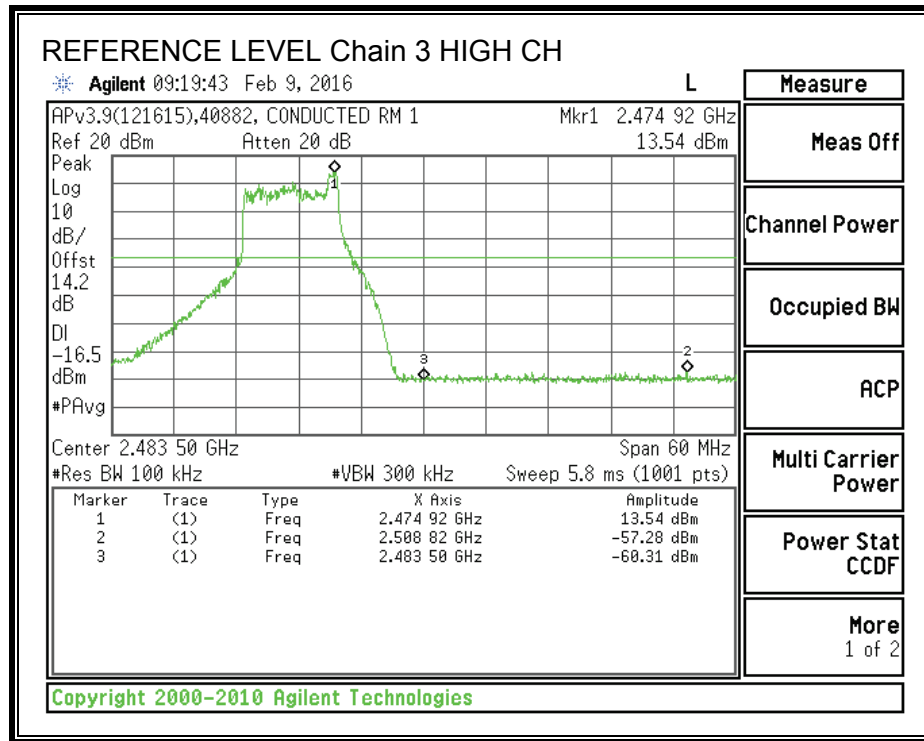 REFERENCE LEVEL Chain 3 HIGH CH
Agilent 09:19:43 Feb 9, 2016 L
Measure
APv3.9(121615),40882, CONDUCTED RM 1 Mkr1 2.474 92 GHz
Ref 20 dBm Atten 20 dB 13.54 dBm
Meas Off
Peak
Log
10
dB/
Offst
14.2
dB
DI
-16.5
dBm
#PAvg
1
3
2
Channel Power
Occupied BW
ACP
Center 2.483 50 GHz Span 60 MHz
#Res BW 100 kHz #VBW 300 kHz Sweep 5.8 ms (1001 pts)
Multi Carrier
Power
Marker Trace Type X Axis Amplitude
1 (1) Freq 2.474 92 GHz 13.54 dBm
2 (1) Freq 2.508 82 GHz -57.28 dBm
3 (1) Freq 2.483 50 GHz -60.31 dBm
Power Stat
CCDF
More
1 of 2
Copyright 2000-2010 Agilent Technologies